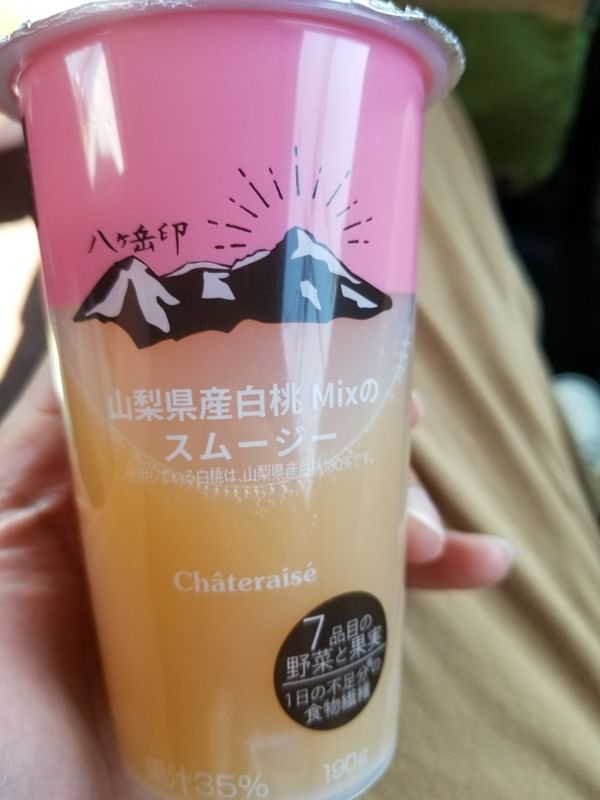 八ヶ岳印
山梨県産白桃 Mixの
スムージー
使用している白桃は、山梨県産白桃100%です。
Châteraisé
7品目の
野菜と果実
1日の不足分の
食物繊維
果汁35%
190g